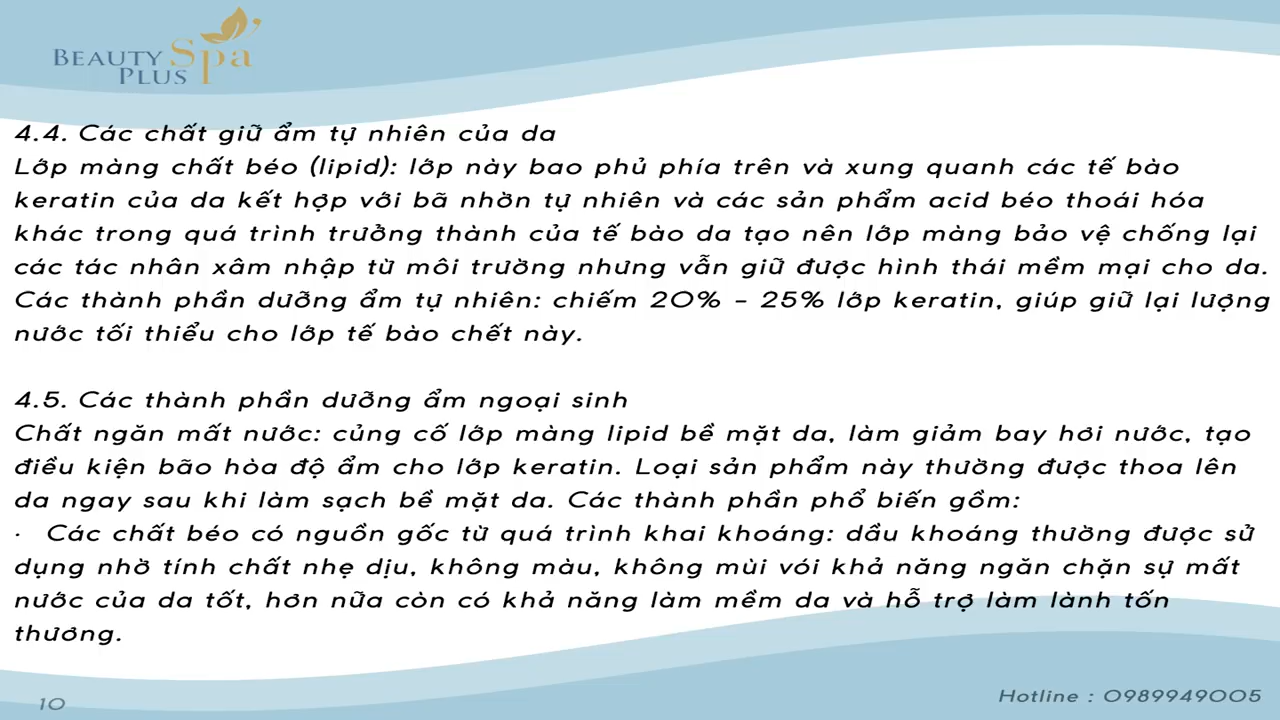 BEAUTY Spa
PLUS
4.4. Các chất giữ ẩm tự nhiên của da
Lớp màng chất béo (lipid): lớp này bao phủ phía trên và xung quanh các tế bào
keratin của da kết hợp với bã nhờn tự nhiên và các sản phẩm acid béo thoái hóa
khác trong quá trình trưởng thành của tế bào da tạo nên lớp màng bảo vệ chống lại
các tác nhân xâm nhập từ môi trường nhưng vẫn giữ được hình thái mềm mại cho da.
Các thành phần dưỡng ẩm tự nhiên: chiếm 20% – 25% lớp keratin, giúp giữ lại lượng
nước tối thiểu cho lớp tế bào chết này.
4.5. Các thành phần dưỡng ẩm ngoại sinh
Chất ngăn mất nước: củng cố lớp màng lipid bề mặt da, làm giảm bay hơi nước, tạo
điều kiện bão hòa độ ẩm cho lớp keratin. Loại sản phẩm này thường được thoa lên
da ngay sau khi làm sạch bề mặt da. Các thành phần phổ biến gồm:
· Các chất béo có nguồn gốc từ quá trình khai khoáng: dầu khoáng thường được sử
dụng nhờ tính chất nhẹ dịu, không màu, không mùi vói khả năng ngăn chặn sự mất
nước của da tốt, hơn nữa còn có khả năng làm mềm da và hỗ trợ làm lành tổn
thương.
10
Hotline : 0989949005